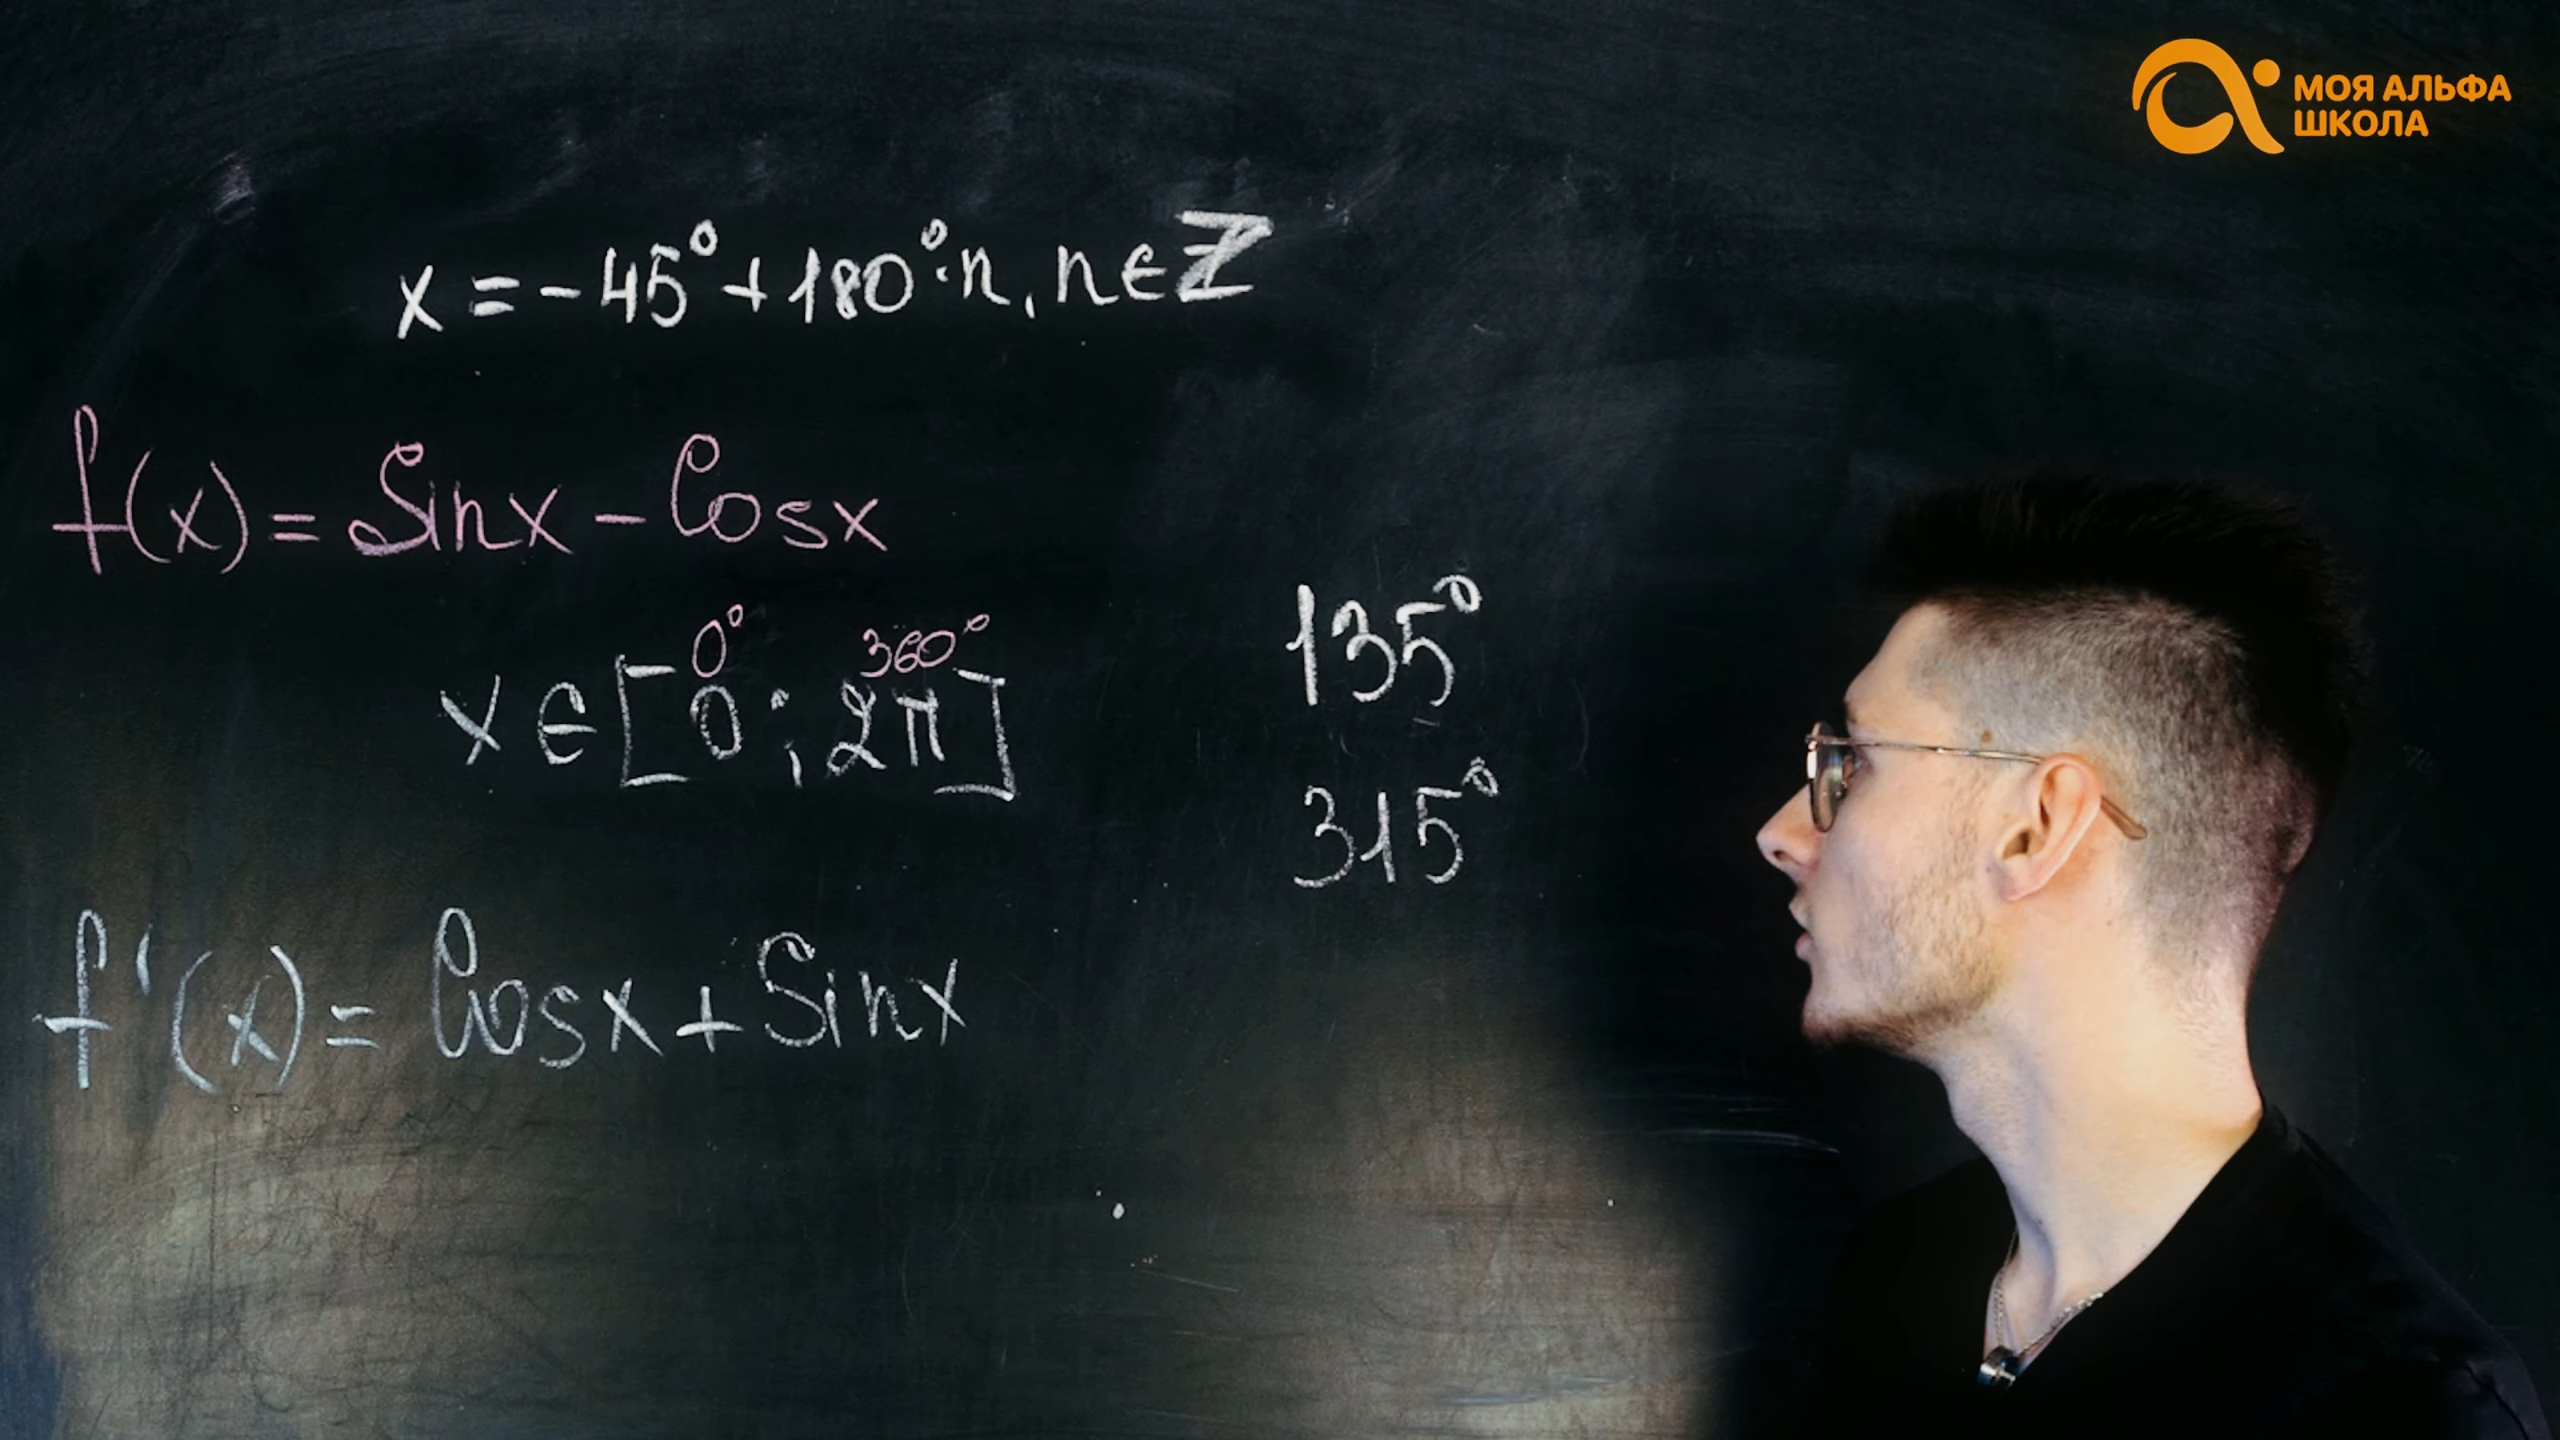 МОЯ АЛЬФА
ШКОЛА
x = -45° + 180°·n, n ∈ Z
f(x) = Sinx - Cosx
0° 360°
x ∈ [0 ; 2π]
135°
315°
f'(x) = Cosx + Sinx